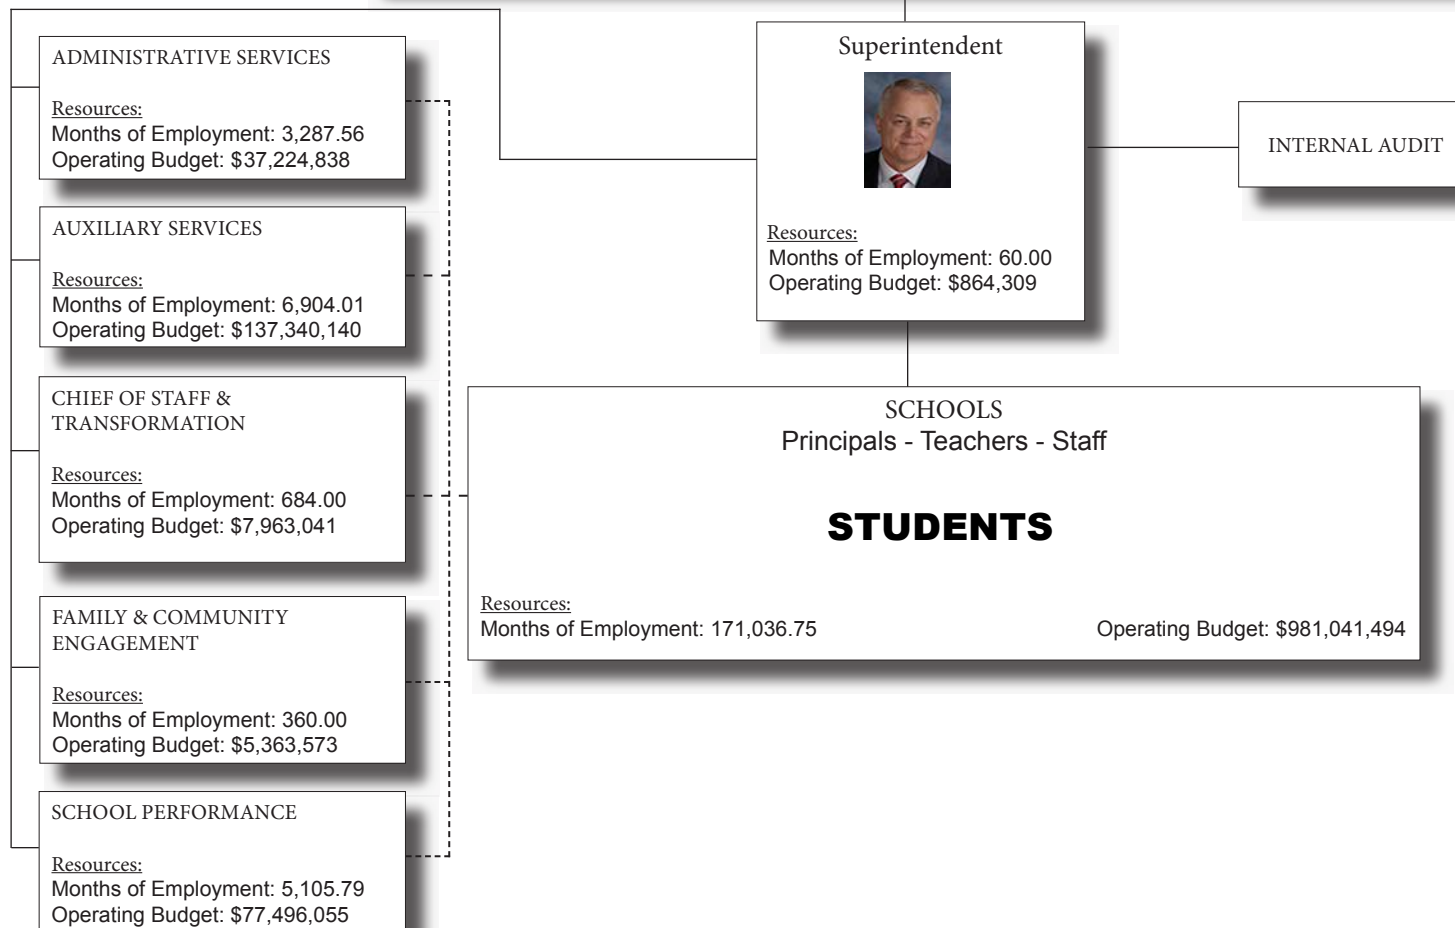 ADMINISTRATIVE SERVICES
Resources:
Months of Employment: 3,287.56
Operating Budget: $37,224,838
AUXILIARY SERVICES
Resources:
Months of Employment: 6,904.01
Operating Budget: $137,340,140
CHIEF OF STAFF &
TRANSFORMATION
Resources:
Months of Employment: 684.00
Operating Budget: $7,963,041
FAMILY & COMMUNITY
ENGAGEMENT
Resources:
Months of Employment: 360.00
Operating Budget: $5,363,573
SCHOOL PERFORMANCE
Resources:
Months of Employment: 5,105.79
Operating Budget: $77,496,055
Superintendent
Resources:
Months of Employment: 60.00
Operating Budget: $864,309
INTERNAL AUDIT
SCHOOLS
Principals - Teachers - Staff
STUDENTS
Resources:
Months of Employment: 171,036.75 Operating Budget: $981,041,494